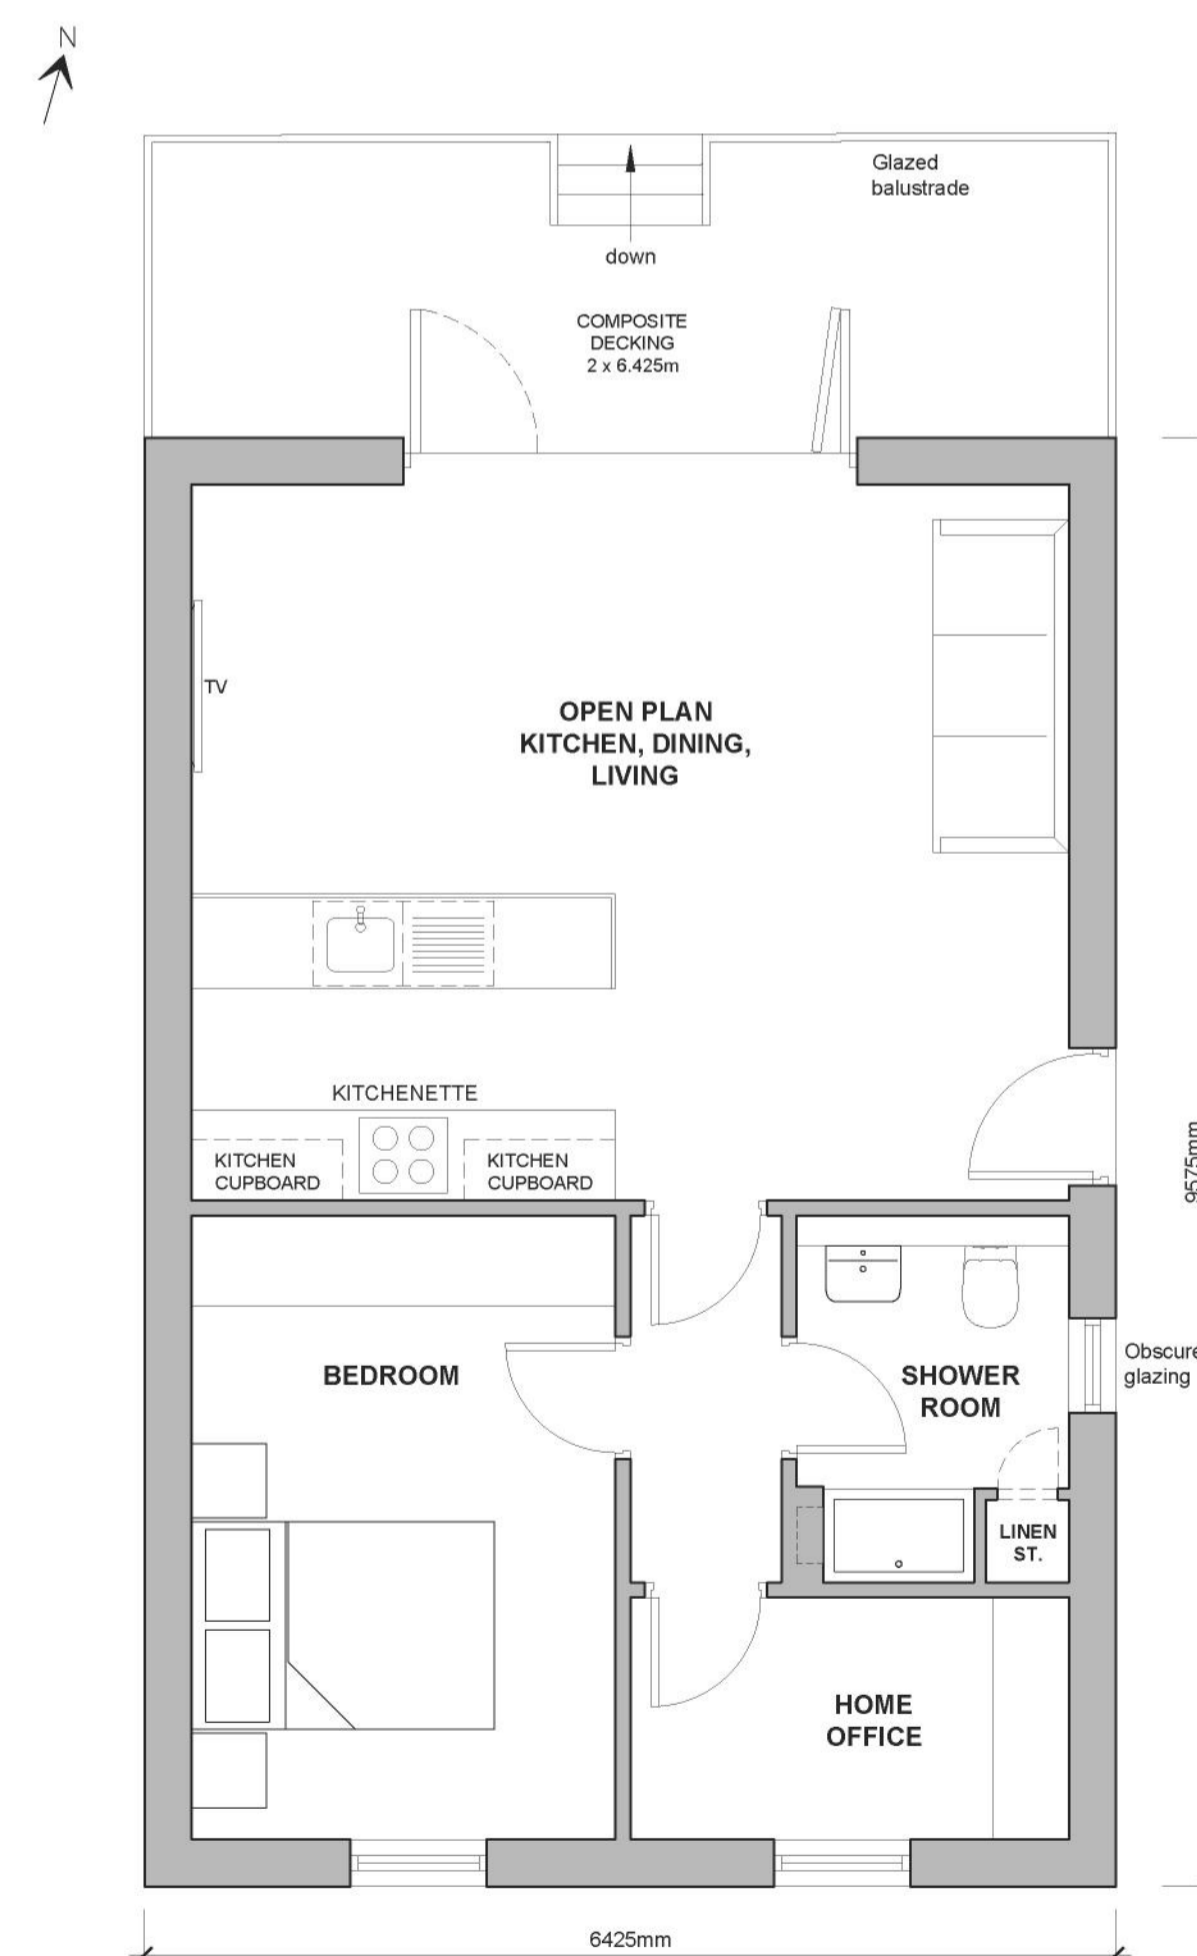 N
Glazed
balustrade
down
COMPOSITE
DECKING
2 x 6.425m
TV
OPEN PLAN
KITCHEN, DINING,
LIVING
KITCHENETTE
KITCHEN
CUPBOARD
KITCHEN
CUPBOARD
9575mm
BEDROOM
SHOWER
ROOM
Obscure
glazing
LINEN
ST.
HOME
OFFICE
6425mm